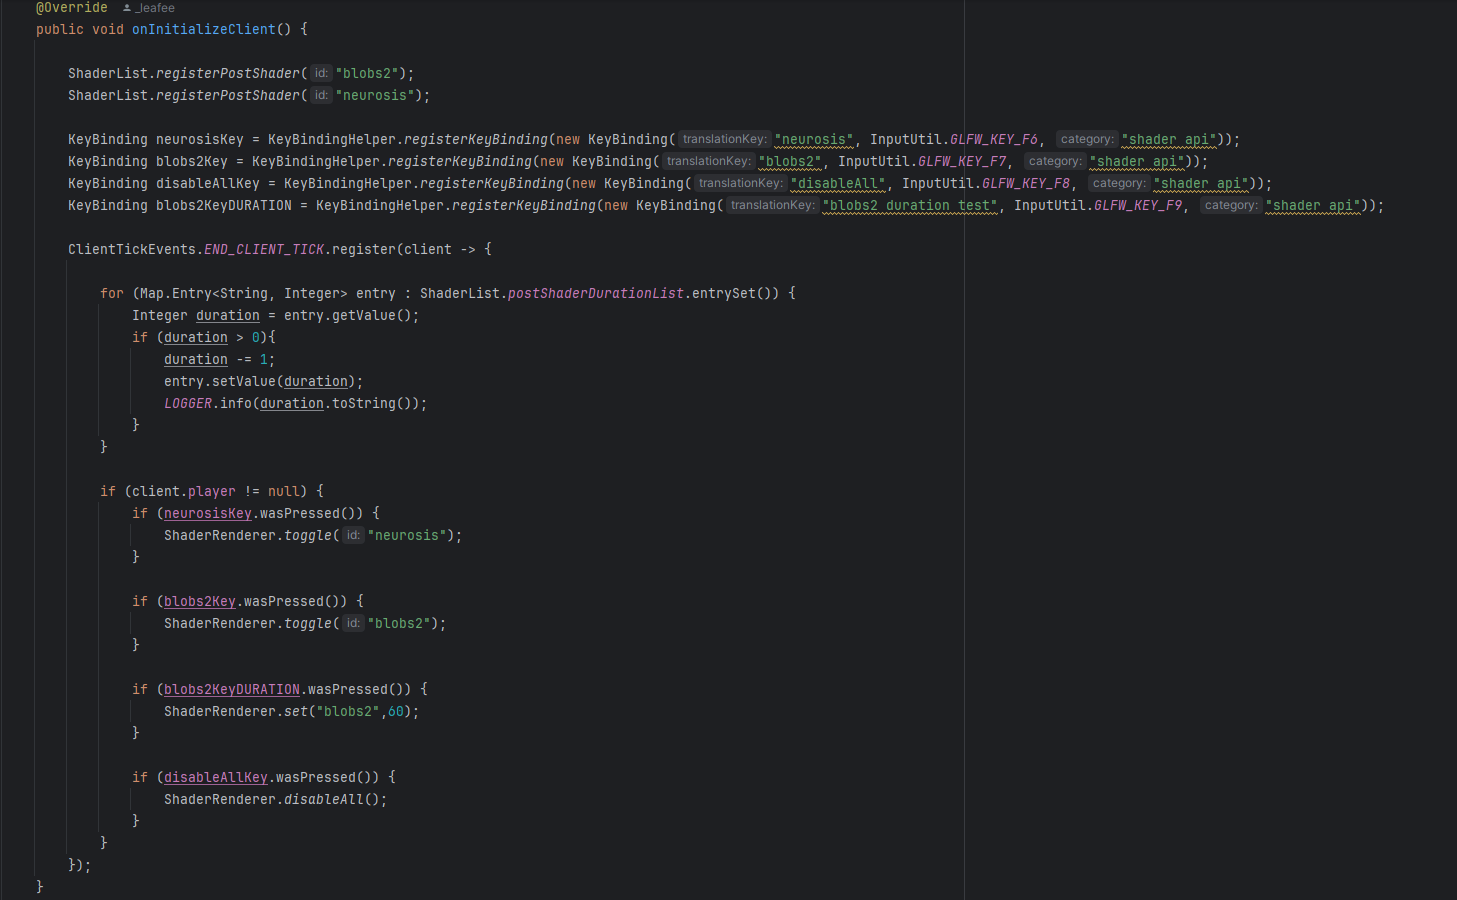 @Override _leafee
public void onInitializeClient() {
ShaderList.registerPostShader( id: "blobs2");
ShaderList.registerPostShader( id: "neurosis");
KeyBinding neurosisKey = KeyBindingHelper.registerKeyBinding(new KeyBinding( translationKey: "neurosis", InputUtil.GLFW_KEY_F6, category: "shader api"));
KeyBinding blobs2Key = KeyBindingHelper.registerKeyBinding(new KeyBinding( translationKey: "blobs2", InputUtil.GLFW_KEY_F7, category: "shader api"));
KeyBinding disableAllKey = KeyBindingHelper.registerKeyBinding(new KeyBinding( translationKey: "disableAll", InputUtil.GLFW_KEY_F8, category: "shader api"));
KeyBinding blobs2KeyDURATION = KeyBindingHelper.registerKeyBinding(new KeyBinding( translationKey: "blobs2 duration test", InputUtil.GLFW_KEY_F9, category: "shader api"));
ClientTickEvents.END_CLIENT_TICK.register(client -> {
for (Map.Entry<String, Integer> entry : ShaderList.postShaderDurationList.entrySet()) {
Integer duration = entry.getValue();
if (duration > 0){
duration -= 1;
entry.setValue(duration);
LOGGER.info(duration.toString());
}
}
if (client.player != null) {
if (neurosisKey.wasPressed()) {
ShaderRenderer.toggle( id: "neurosis");
}
if (blobs2Key.wasPressed()) {
ShaderRenderer.toggle( id: "blobs2");
}
if (blobs2KeyDURATION.wasPressed()) {
ShaderRenderer.set("blobs2",60);
}
if (disableAllKey.wasPressed()) {
ShaderRenderer.disableAll();
}
}
});
}